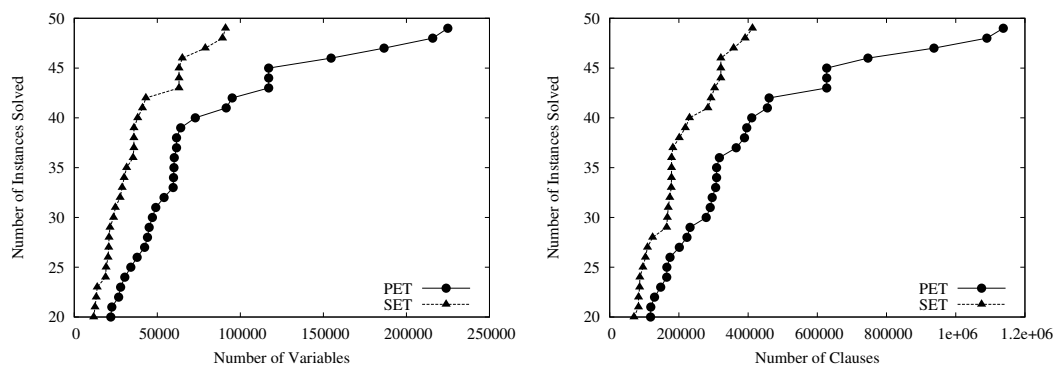 50
45
40
35
30
25
20
Number of Instances Solved
PET
SET
0 50000 100000 150000 200000 250000
Number of Variables
50
45
40
35
30
25
20
Number of Instances Solved
PET
SET
0 200000 400000 600000 800000 1e+06 1.2e+06
Number of Clauses